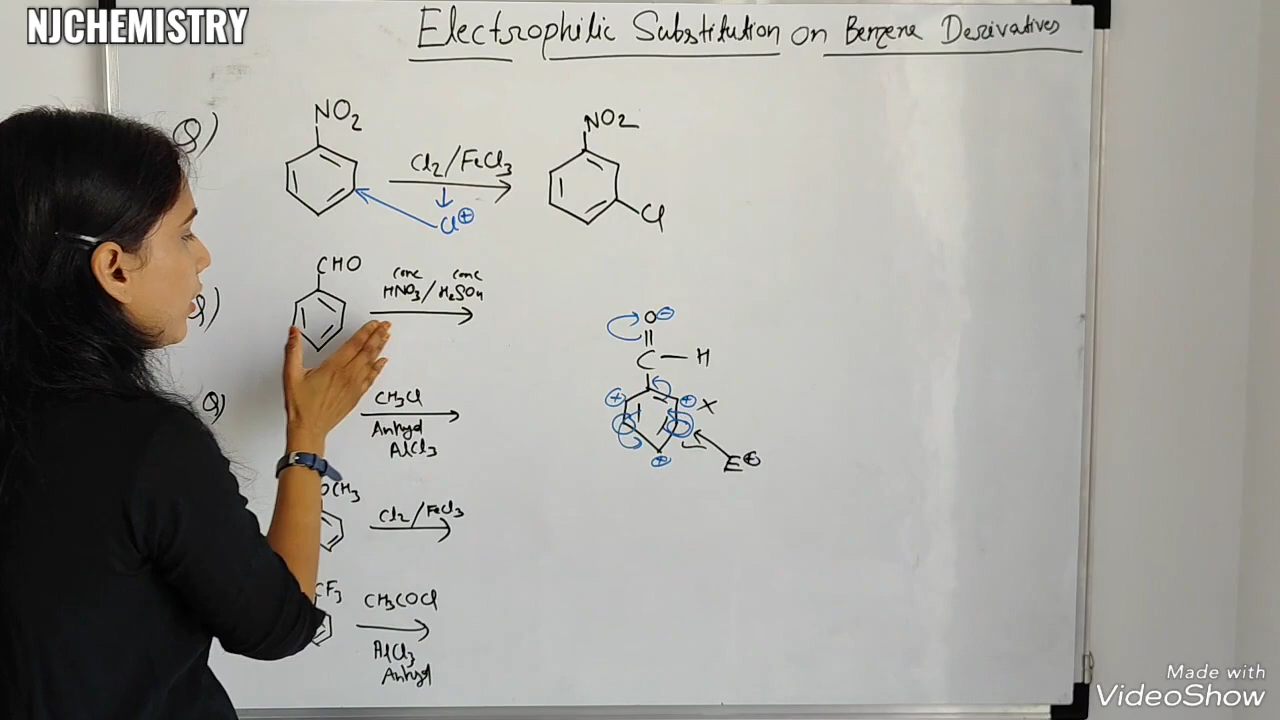 NJCHEMISTRY
Electrophilic Substitution on Benzene Derivatives
Q)
NO2
Cl2/FeCl3
Cl⊕
NO2
Cl
Q)
CHO
conc conc
HNO3/H2SO4
O⊖
C—H
⊕ ⊕ X
⊕
E⊕
Q)
CH3Cl
Anhyd
AlCl3
OCH3
Cl2/FeCl3
CF3
CH3COCl
AlCl3
Anhyd
Made with
VideoShow